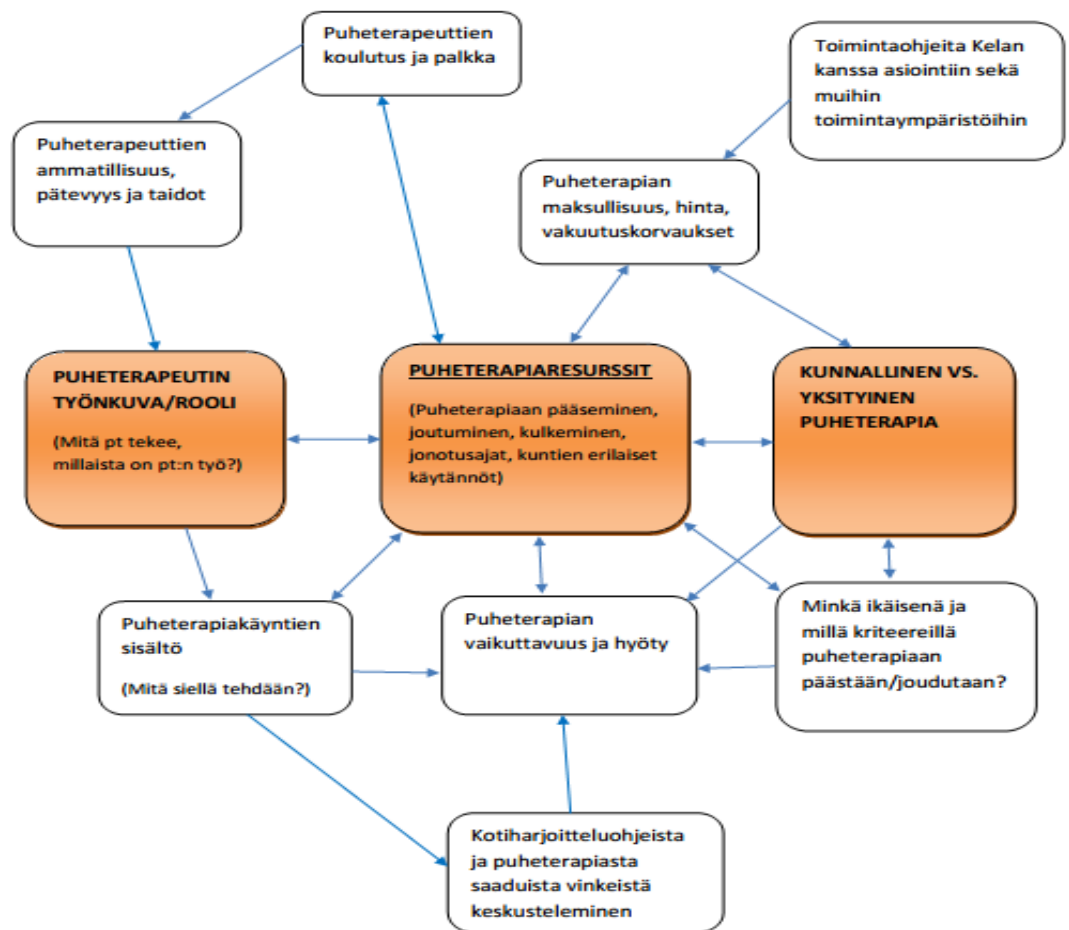 Puheterapeuttien
koulutus ja palkka
Toimintaohjeita Kelan
kanssa asiointiin sekä
muihin
toimintaympäristöihin
Puheterapeuttien
ammatillisuus,
pätevyys ja taidot
Puheterapian
maksullisuus, hinta,
vakuutuskorvaukset
PUHETERAPEUTIN
TYÖNKUVA/ROOLI
(Mitä pt tekee,
millaista on pt:n työ?)
PUHETERAPIARESURSSIT
(Puheterapiaan pääseminen,
joutuminen, kulkeminen,
jonotusajat, kuntien erilaiset
käytännöt)
KUNNALLINEN VS.
YKSITYINEN
PUHETERAPIA
Puheterapiakäyntien
sisältö
(Mitä siellä tehdään?)
Puheterapian
vaikuttavuus ja hyöty
Minkä ikäisenä ja
millä kriteereillä
puheterapiaan
päästään/joudutaan?
Kotiharjoitteluohjeista
ja puheterapiasta
saaduista vinkeistä
keskusteleminen